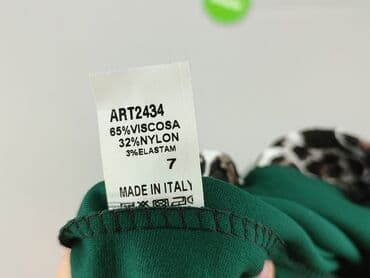 ART2434
65%VISCOSA
32%NYLON
3%ELASTAM
7
MADE IN ITALY